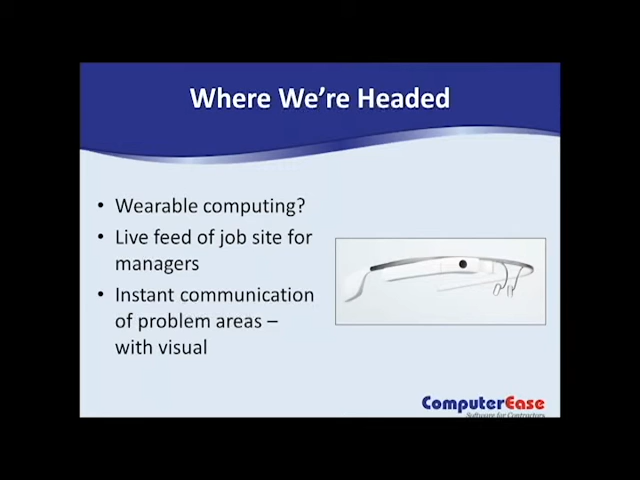 Where We're Headed
• Wearable computing?
• Live feed of job site for
managers
• Instant communication
of problem areas –
with visual
ComputerEase
Software for Contractors